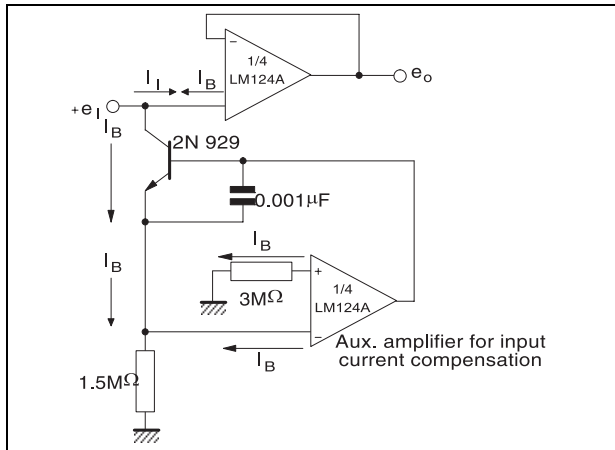 −
1/4
LM124A
I I
I B
e o
+e I
I B
2N 929
0.001µF
I B
I B
+
1/4
LM124A
3MΩ
−
Aux. amplifier for input
current compensation
I B
1.5MΩ